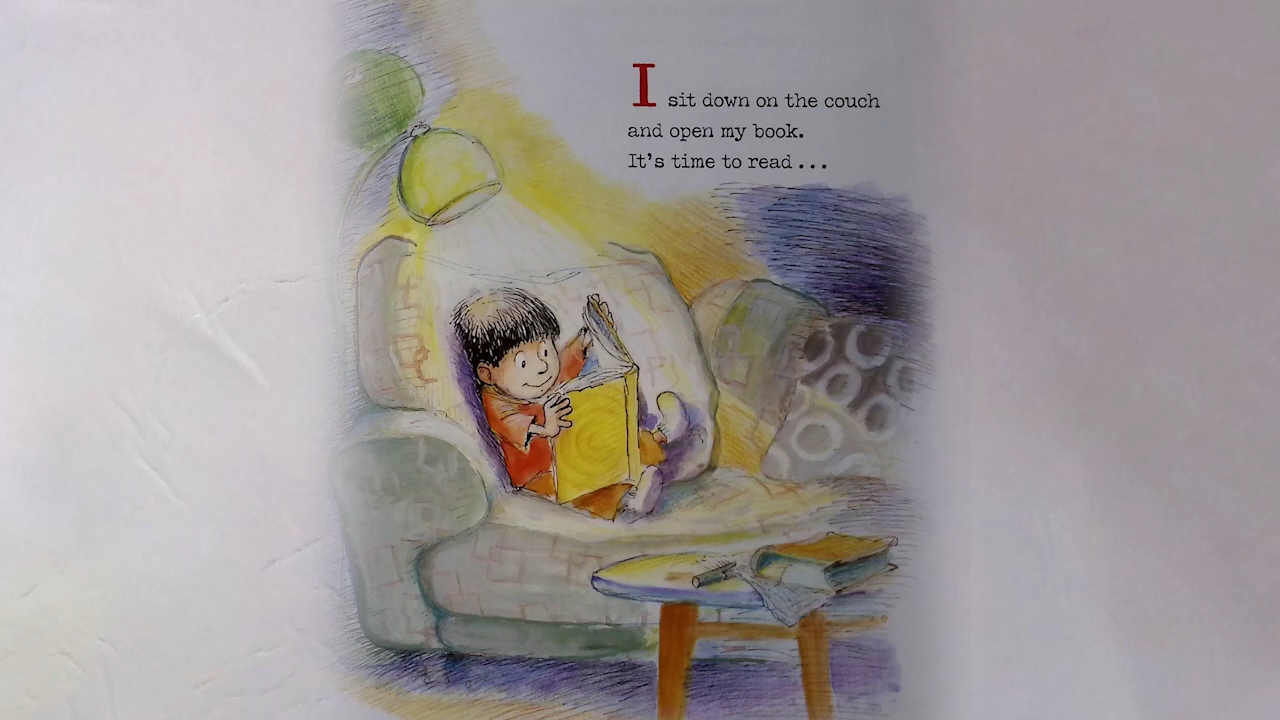 I sit down on the couch
and open my book.
It's time to read...